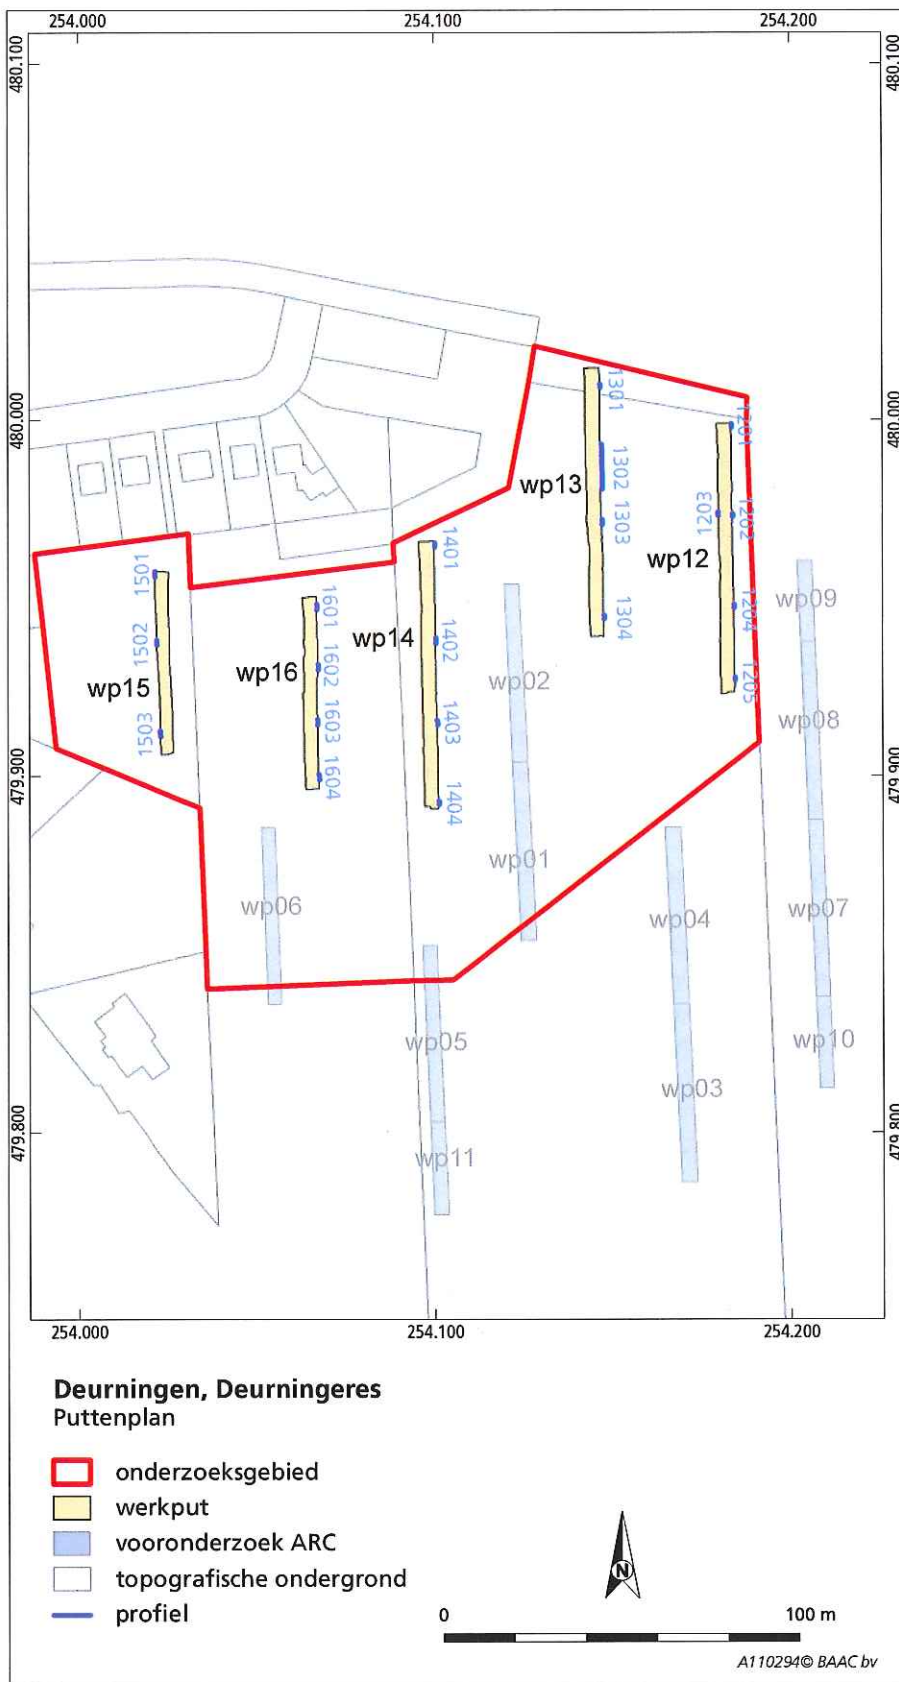 254.000
254.100
254.200
480.100
480.100
480.000
480.000
1301
1201
1302
wp13
1203
1202
1303
1401
wp12
1501
wp09
1601
1204
1304
1502
wp14
1402
wp16
1602
wp02
wp15
1205
1603
1403
wp08
1503
479.900
479.900
1604
1404
wp01
wp06
wp04
wp07
wp05
wp10
wp03
479.800
479.800
wp11
254.000
254.100
254.200
Deurningen, Deurningeres
Puttenplan
onderzoeksgebied
werkput
vooronderzoek ARC
topografische ondergrond
profiel
N
0
100 m
A110294© BAAC bv